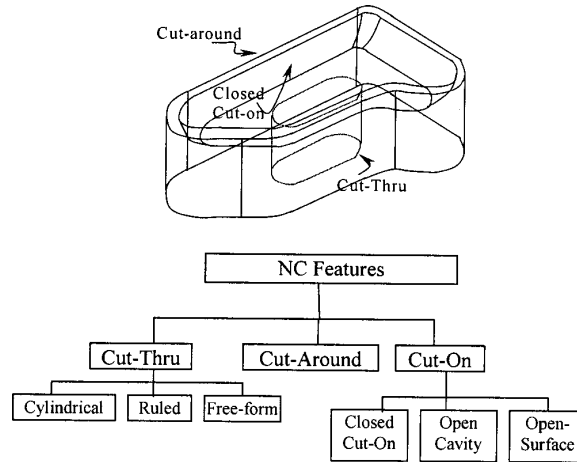 Cut-around
Closed
Cut-on
Cut-Thru
NC Features
Cut-Thru
Cut-Around
Cut-On
Cylindrical
Ruled
Free-form
Closed
Cut-On
Open
Cavity
Open-
Surface